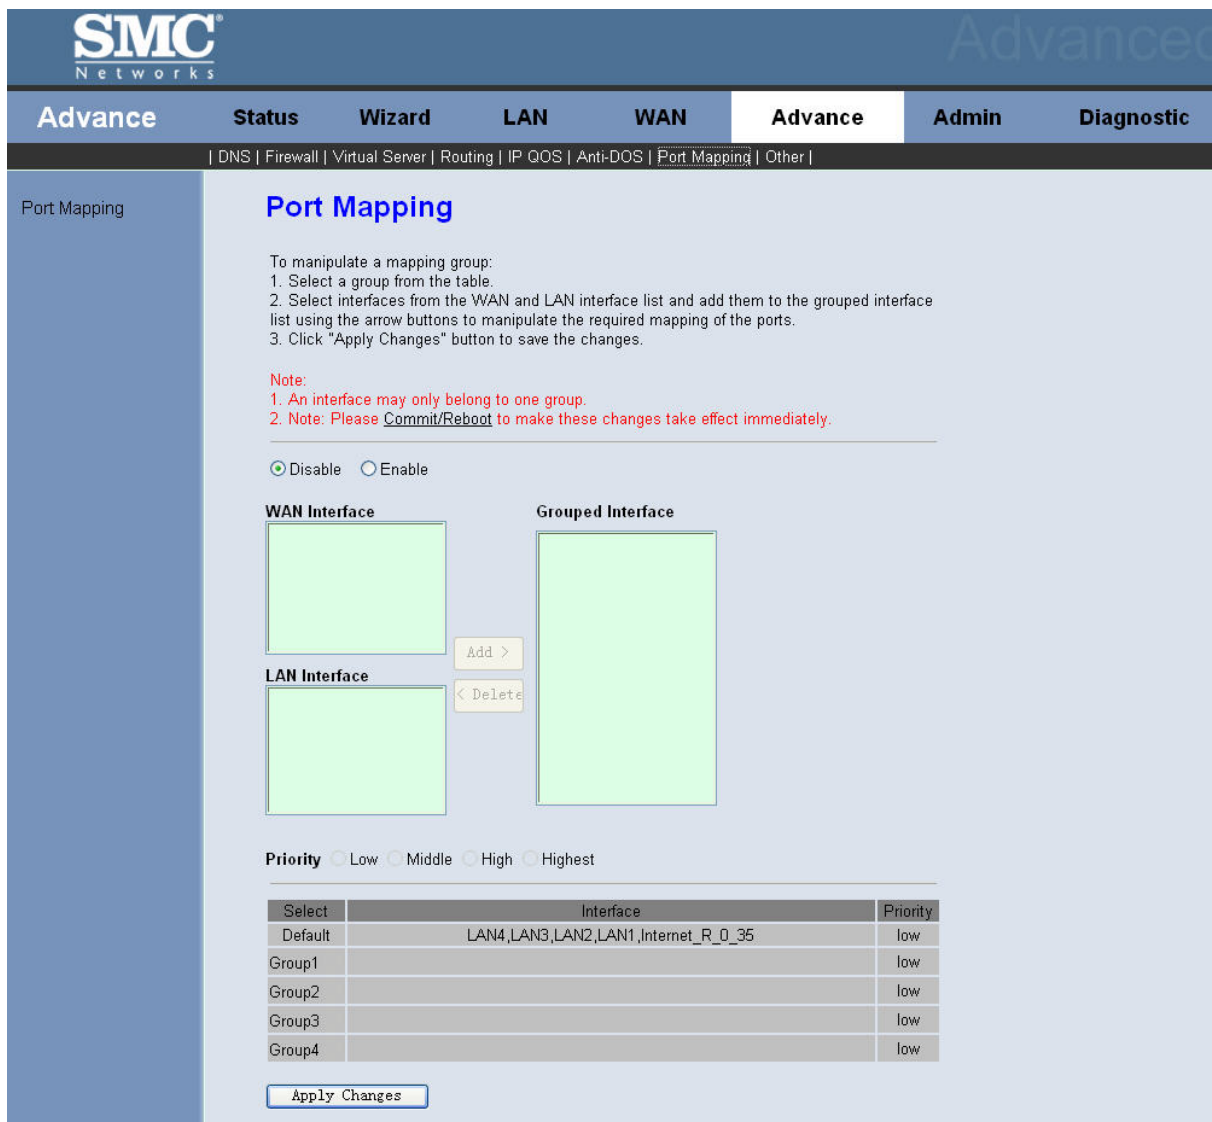 SMC®
Networks
Advanced
Advance Status Wizard LAN WAN Advance Admin Diagnostic
| DNS | Firewall | Virtual Server | Routing | IP QOS | Anti-DOS | Port Mapping | Other |
Port Mapping
Port Mapping
To manipulate a mapping group:
1. Select a group from the table.
2. Select interfaces from the WAN and LAN interface list and add them to the grouped interface
list using the arrow buttons to manipulate the required mapping of the ports.
3. Click "Apply Changes" button to save the changes.
Note:
1. An interface may only belong to one group.
2. Note: Please Commit/Reboot to make these changes take effect immediately.
Disable Enable
WAN Interface Grouped Interface
Add >
LAN Interface
< Delete
Priority Low Middle High Highest
Select Interface Priority
Default LAN4,LAN3,LAN2,LAN1,Internet_R_0_35 low
Group1 low
Group2 low
Group3 low
Group4 low
Apply Changes